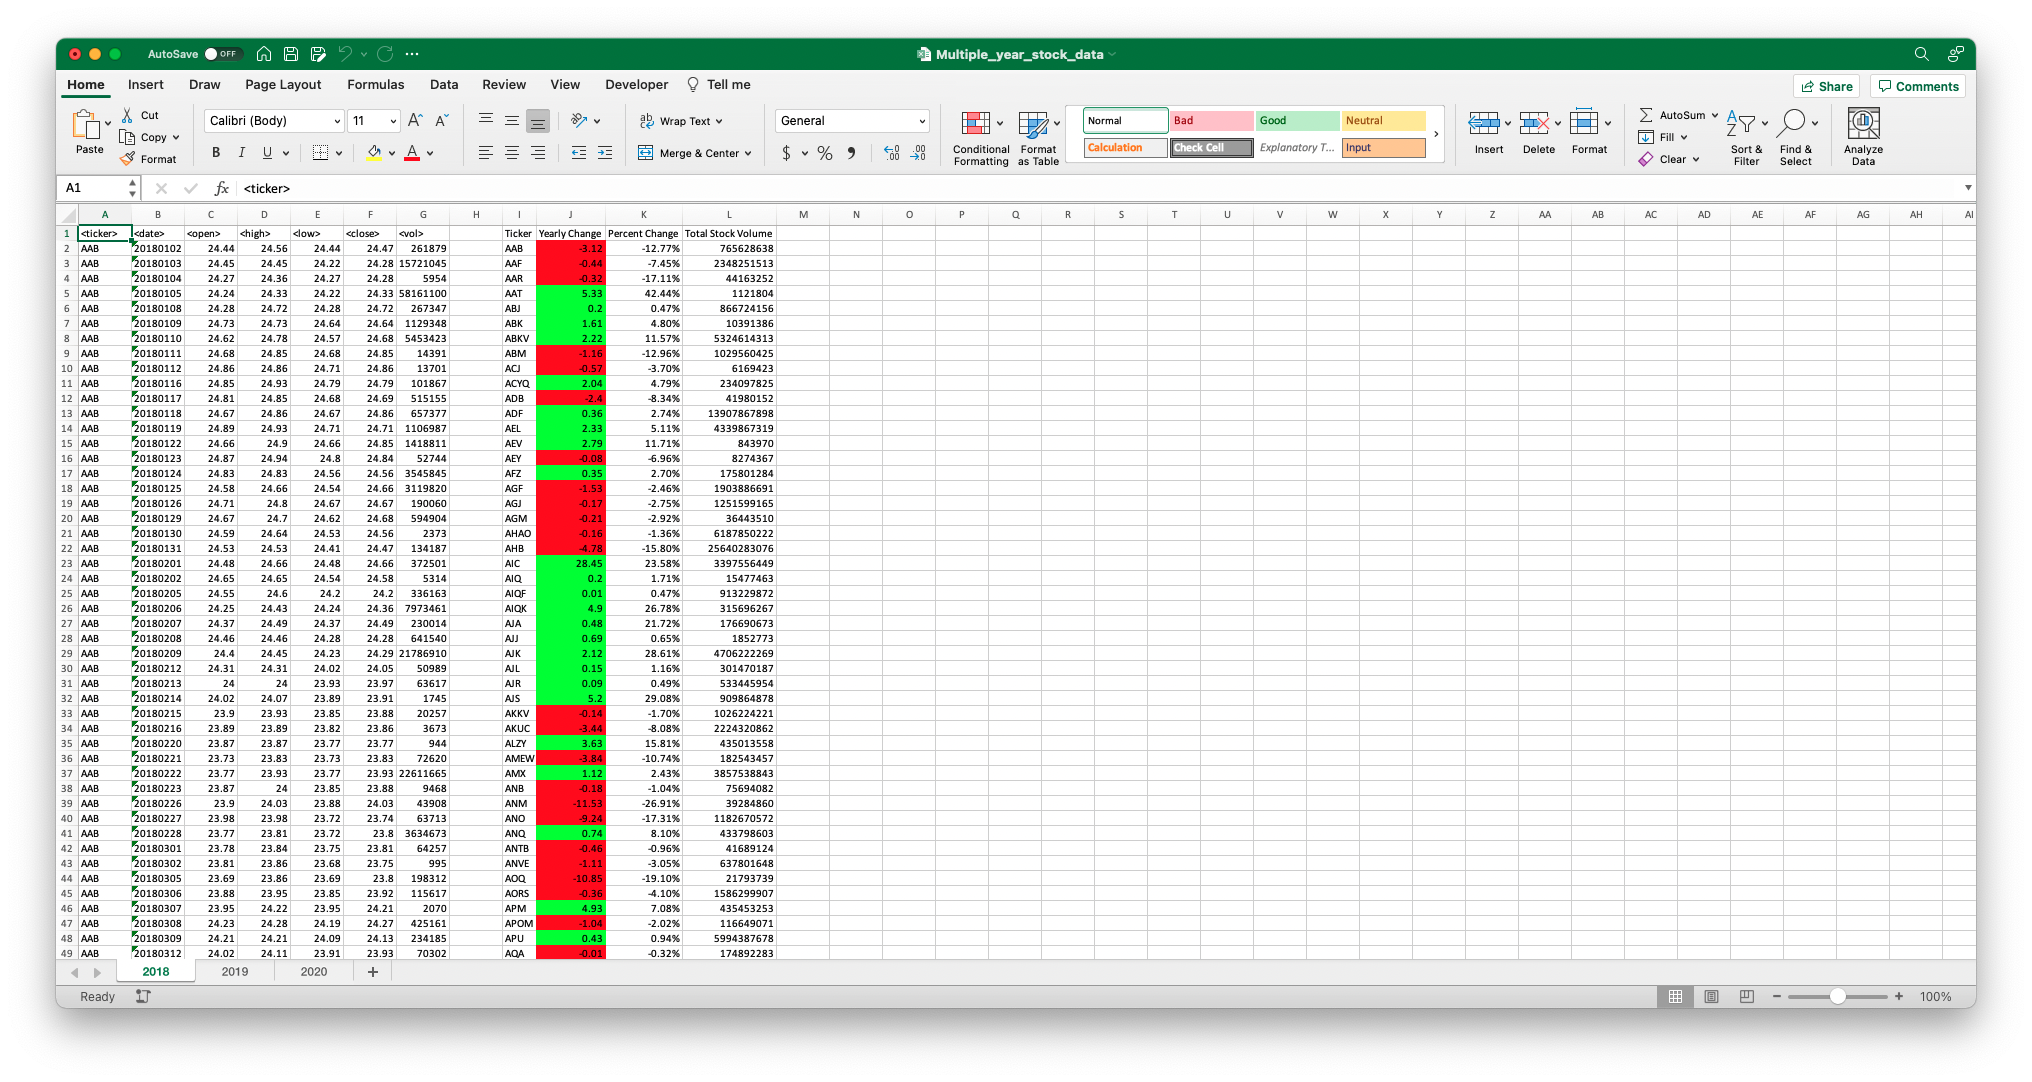 AutoSave OFF Multiple_year_stock_data
Home Insert Draw Page Layout Formulas Data Review View Developer Tell me Share Comments
Paste Cut Copy Format
Calibri (Body) 11 A A
B I U A
ab Wrap Text
Merge & Center
General
$ % 9 .00 .00
Conditional Formatting Format as Table
Normal Bad Good Neutral
Calculation Check Cell Explanatory T... Input
Insert Delete Format
AutoSum Fill Clear
Sort & Filter Find & Select Analyze Data
A1 fx <ticker>
A B C D E F G H I J K L M N O P Q R S T U V W X Y Z AA AB AC AD AE AF AG AH AI
1 <ticker> <date> <open> <high> <low> <close> <vol> Ticker Yearly Change Percent Change Total Stock Volume
2 AAB 20180102 24.44 24.56 24.44 24.47 261879 AAB -3.12 -12.77% 765628638
3 AAB 20180103 24.45 24.45 24.22 24.28 15721045 AAF -0.44 -7.45% 2348251513
4 AAB 20180104 24.27 24.36 24.27 24.28 5954 AAR -0.32 -17.11% 44163252
5 AAB 20180105 24.24 24.33 24.22 24.33 58161100 AAT 5.33 42.44% 1121804
6 AAB 20180108 24.28 24.72 24.28 24.72 267347 ABJ 0.2 0.47% 866724156
7 AAB 20180109 24.73 24.73 24.64 24.64 1129348 ABK 1.61 4.80% 10391386
8 AAB 20180110 24.62 24.78 24.57 24.68 5453423 ABKV 2.22 11.57% 5324614313
9 AAB 20180111 24.68 24.85 24.68 24.85 14391 ABM -1.16 -12.96% 1029560425
10 AAB 20180112 24.86 24.86 24.71 24.86 13701 ACJ -0.57 -3.70% 6169423
11 AAB 20180116 24.85 24.93 24.79 24.79 101867 ACYQ 2.04 4.79% 234097825
12 AAB 20180117 24.81 24.85 24.68 24.69 515155 ADB -2.4 -8.34% 41980152
13 AAB 20180118 24.67 24.86 24.67 24.86 657377 ADF 0.36 2.74% 13907867898
14 AAB 20180119 24.89 24.93 24.71 24.71 1106987 AEL 2.33 5.11% 4339867319
15 AAB 20180122 24.66 24.9 24.66 24.85 1418811 AEV 2.79 11.71% 843970
16 AAB 20180123 24.87 24.94 24.8 24.84 52744 AEY -0.08 -6.96% 8274367
17 AAB 20180124 24.83 24.83 24.56 24.56 3545845 AFZ 0.35 2.70% 175801284
18 AAB 20180125 24.58 24.66 24.54 24.66 3119820 AGF -1.53 -2.46% 1903886691
19 AAB 20180126 24.71 24.8 24.67 24.67 190060 AGJ -0.17 -2.75% 1251599165
20 AAB 20180129 24.67 24.7 24.62 24.68 594904 AGM -0.21 -2.92% 36443510
21 AAB 20180130 24.59 24.64 24.53 24.56 2373 AHAO -0.16 -1.36% 6187850222
22 AAB 20180131 24.53 24.53 24.41 24.47 134187 AHB -4.78 -15.80% 25640283076
23 AAB 20180201 24.48 24.66 24.48 24.66 372501 AIC 28.45 23.58% 3397556449
24 AAB 20180202 24.65 24.65 24.54 24.58 5314 AIQ 0.2 1.71% 15477463
25 AAB 20180205 24.55 24.6 24.2 24.2 336163 AIQF 0.01 0.47% 913229872
26 AAB 20180206 24.25 24.43 24.24 24.36 7973461 AIQK 4.9 26.78% 315696267
27 AAB 20180207 24.37 24.49 24.37 24.49 230014 AJA 0.48 21.72% 176690673
28 AAB 20180208 24.46 24.46 24.28 24.28 641540 AJJ 0.69 0.65% 1852773
29 AAB 20180209 24.4 24.45 24.23 24.29 21786910 AJK 2.12 28.61% 4706222269
30 AAB 20180212 24.31 24.31 24.02 24.05 50989 AJL 0.15 1.16% 301470187
31 AAB 20180213 24 24 23.93 23.97 63617 AJR 0.09 0.49% 533445954
32 AAB 20180214 24.02 24.07 23.89 23.91 1745 AJS 5.2 29.08% 909864878
33 AAB 20180215 23.9 23.93 23.85 23.88 20257 AKKV -0.14 -1.70% 1026224221
34 AAB 20180216 23.89 23.89 23.82 23.86 3673 AKUC -3.44 -8.08% 2224320862
35 AAB 20180220 23.87 23.87 23.77 23.77 944 ALZY 3.63 15.81% 435013558
36 AAB 20180221 23.73 23.83 23.73 23.83 72620 AMEW -3.84 -10.74% 182543457
37 AAB 20180222 23.77 23.93 23.77 23.93 22611665 AMX 1.12 2.43% 3857538843
38 AAB 20180223 23.87 24 23.85 23.88 9468 ANB -0.18 -1.04% 75694082
39 AAB 20180226 23.9 24.03 23.88 24.03 43908 ANM -11.53 -26.91% 39284860
40 AAB 20180227 23.98 23.98 23.72 23.74 63713 ANO -9.24 -17.31% 1182670572
41 AAB 20180228 23.77 23.81 23.72 23.8 3634673 ANQ 0.74 8.10% 433798603
42 AAB 20180301 23.78 23.84 23.75 23.81 64257 ANTB -0.46 -0.96% 41689124
43 AAB 20180302 23.81 23.86 23.68 23.75 995 ANVE -1.11 -3.05% 637801648
44 AAB 20180305 23.69 23.86 23.69 23.8 198312 AOQ -10.85 -19.10% 21793739
45 AAB 20180306 23.88 23.95 23.85 23.92 115617 AORS -0.36 -4.10% 1586299907
46 AAB 20180307 23.95 24.22 23.95 24.21 2070 APM 4.93 7.08% 435453253
47 AAB 20180308 24.23 24.28 24.19 24.27 425161 APOM -1.04 -2.02% 116649071
48 AAB 20180309 24.21 24.21 24.09 24.13 234185 APU 0.43 0.94% 5994387678
49 AAB 20180312 24.02 24.11 23.91 23.93 70302 AQA -0.01 -0.32% 174892283
2018 2019 2020 +
Ready 100%